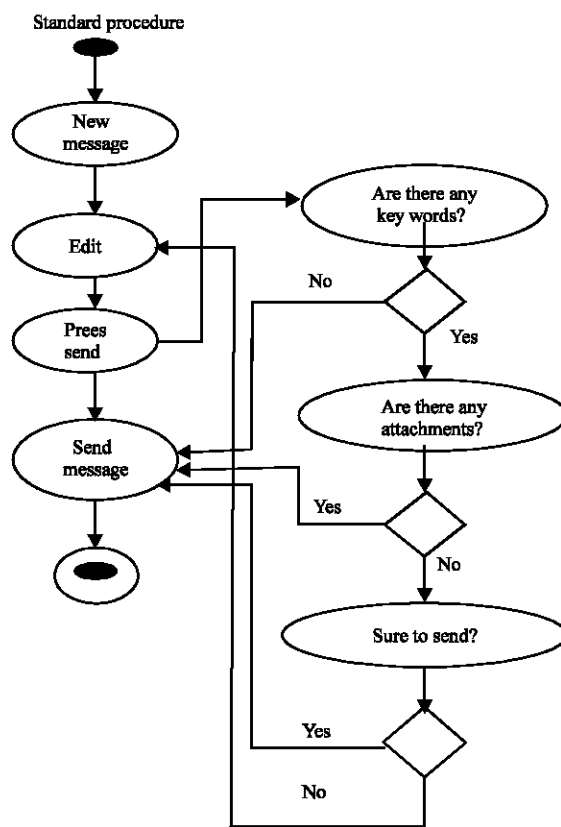 Standard procedure
New
message
Edit
Prees
send
Send
message
Are there any
key words?
No
Yes
Are there any
attachments?
Yes
No
Sure to send?
Yes
No